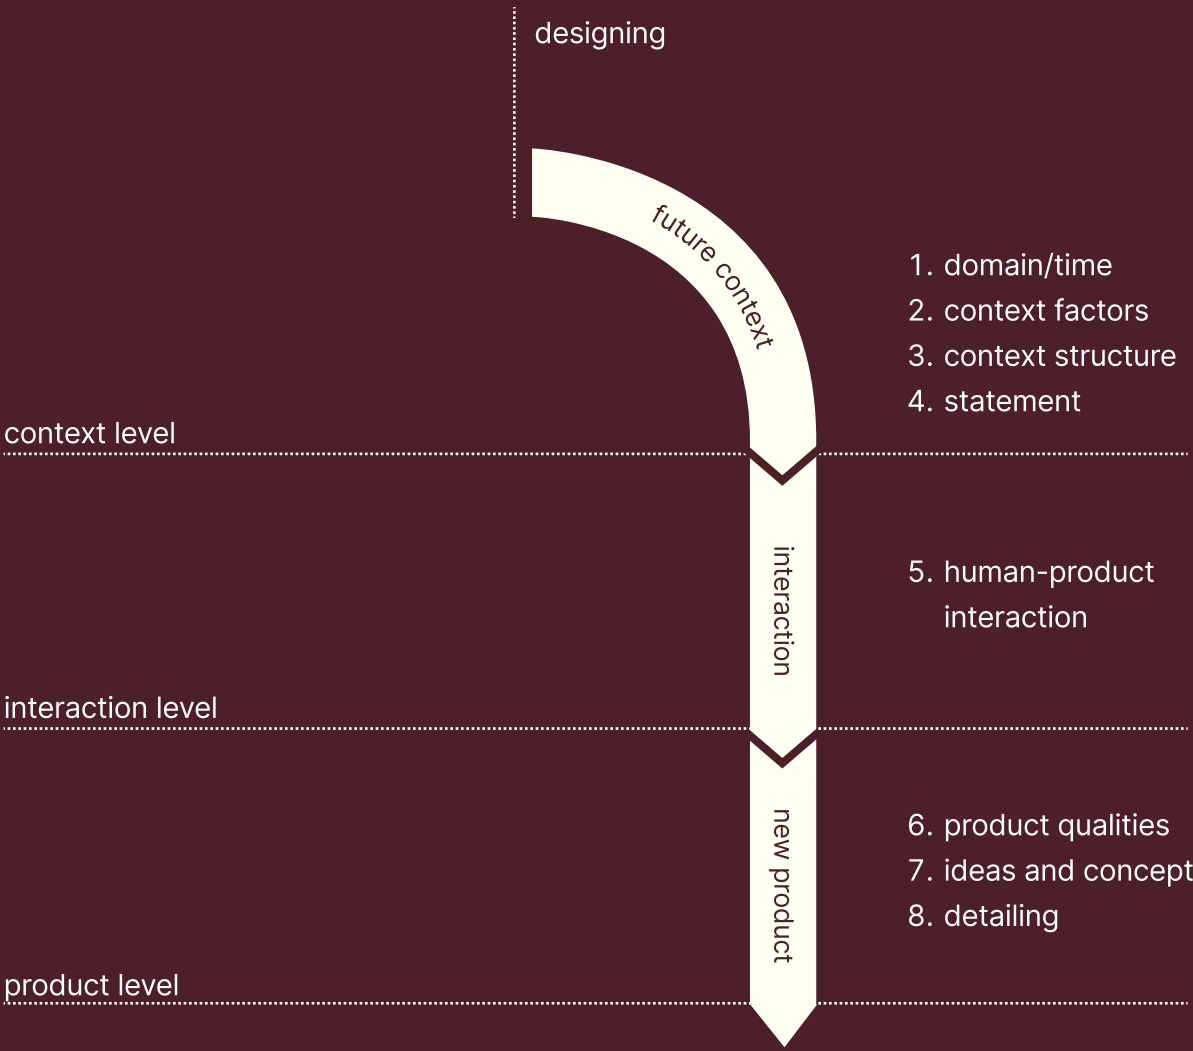 designing
future context
1. domain/time
2. context factors
3. context structure
4. statement
context level
interaction
5. human-product
interaction
interaction level
new product
6. product qualities
7. ideas and concept
8. detailing
product level